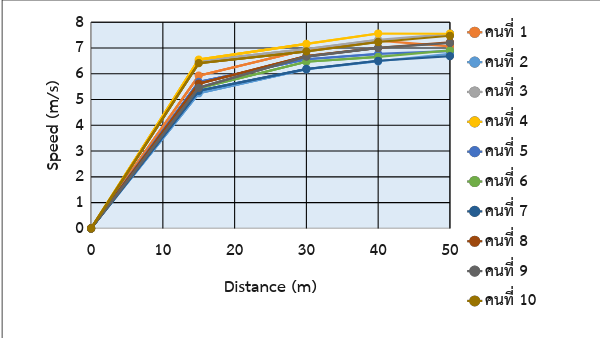 8
7
6
5
4
3
2
1
0
Speed (m/s)
0 10 20 30 40 50
Distance (m)
คนที่ 1
คนที่ 2
คนที่ 3
คนที่ 4
คนที่ 5
คนที่ 6
คนที่ 7
คนที่ 8
คนที่ 9
คนที่ 10